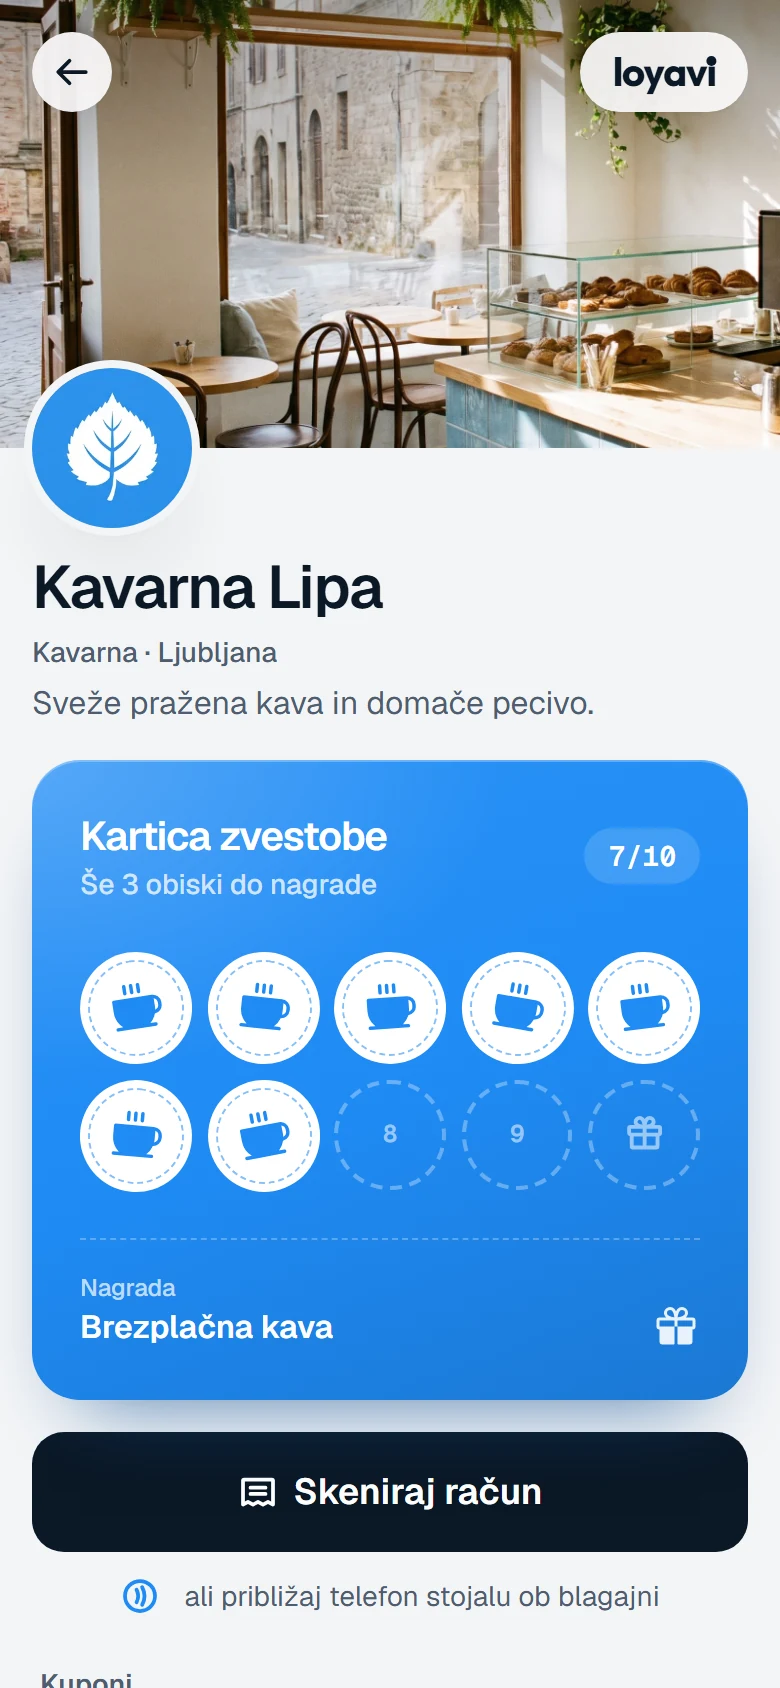 loyavi
Kavarna Lipa
Kavarna · Ljubljana
Sveže pražena kava in domače pecivo.
Kartica zvestobe
7/10
Še 3 obiski do nagrade
8
9
Nagrada
Brezplačna kava
Skeniraj račun
ali približaj telefon stojalu ob blagajni
Kuponi